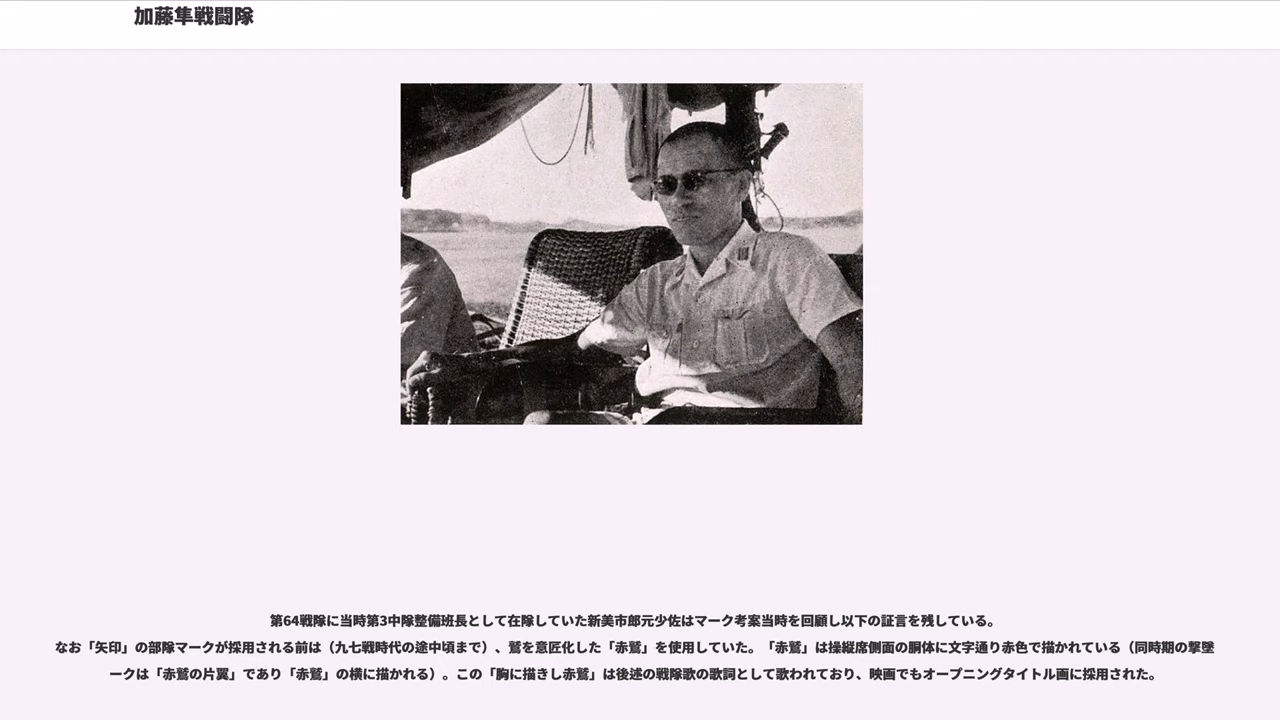 加藤隼戦闘隊
第64戦隊に当時第3中隊整備班長として在隊していた新美市郎元少佐はマーク考案当時を回顧し以下の証言を残している。
なお「矢印」の部隊マークが採用される前は（九七戦時代の途中頃まで）、鷲を意匠化した「赤鷲」を使用していた。「赤鷲」は操縦席側面の胴体に文字通り赤色で描かれている（同時期の撃墜
ークは「赤鷲の片翼」であり「赤鷲」の横に描かれる）。この「胸に描きし赤鷲」は後述の戦隊歌の歌詞として歌われており、映画でもオープニングタイトル画に採用された。